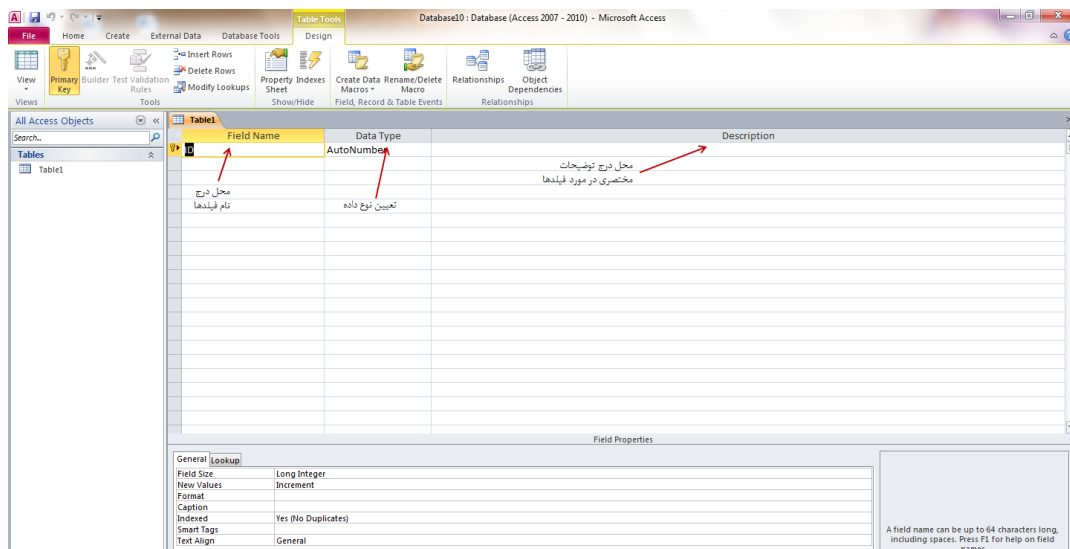 Table Tools
Database10 : Database (Access 2007 - 2010) - Microsoft Access
File Home Create External Data Database Tools Design
View
Views
Primary Key
Builder
Test Validation Rules
Insert Rows
Delete Rows
Modify Lookups
Tools
Property Sheet
Indexes
Show/Hide
Create Data Macros
Rename/Delete Macro
Field, Record & Table Events
Relationships
Object Dependencies
Relationships
All Access Objects
Search...
Tables
Table1
Table1
Field Name Data Type Description
ID AutoNumber
محل درج توضیحات
مختصری در مورد فیلدها
محل درج
نام فیلدها
تعیین نوع داده
Field Properties
General Lookup
Field Size Long Integer
New Values Increment
Format
Caption
Indexed Yes (No Duplicates)
Smart Tags
Text Align General
A field name can be up to 64 characters long,
including spaces. Press F1 for help on field
names.